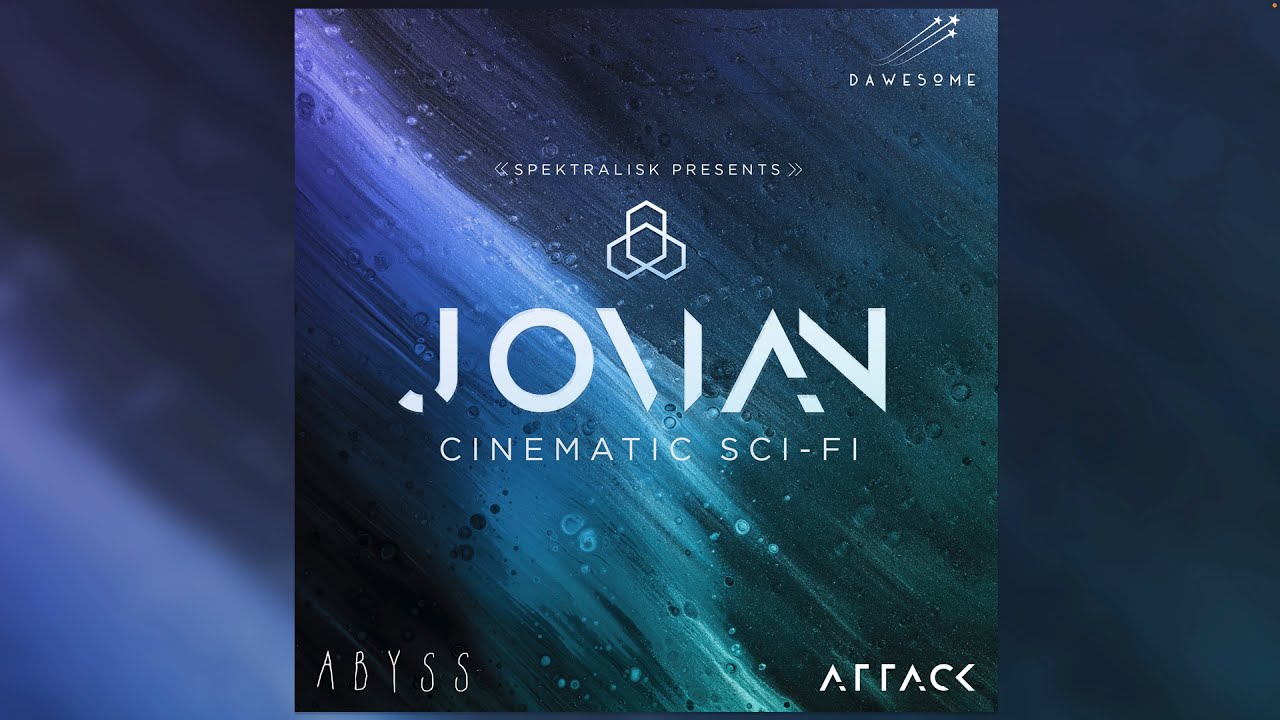 DAWESOME
SPEKTRALISK PRESENTS
JOVIAN
CINEMATIC SCI-FI
ABYSS
ATTACK